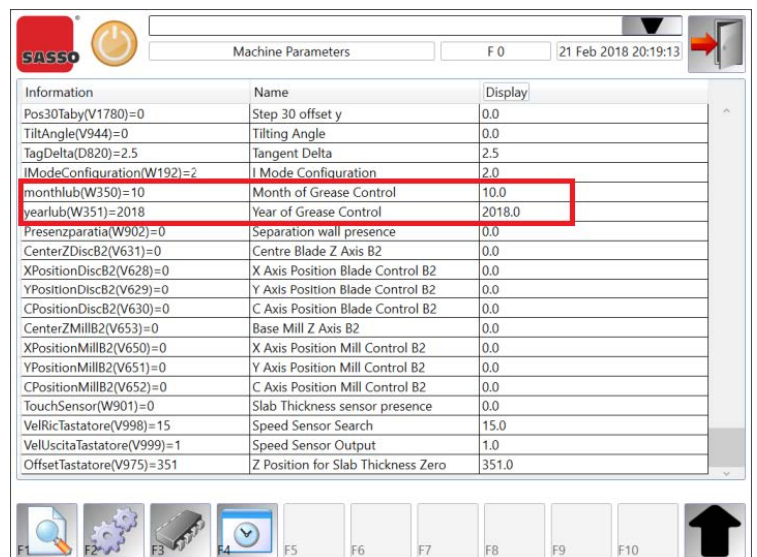 SASSO
Machine Parameters F 0 21 Feb 2018 20:19:13
Information Name Display
Pos30Taby(V1780)=0 Step 30 offset y 0.0
TiltAngle(V944)=0 Tilting Angle 0.0
TagDelta(D820)=2.5 Tangent Delta 2.5
IModeConfiguration(W192)=2 I Mode Configuration 2.0
monthlub(W350)=10 Month of Grease Control 10.0
yearlub(W351)=2018 Year of Grease Control 2018.0
Presenzparatia(W902)=0 Separation wall presence 0.0
CenterZDiscB2(V631)=0 Centre Blade Z Axis B2 0.0
XPositionDiscB2(V628)=0 X Axis Position Blade Control B2 0.0
YPositionDiscB2(V629)=0 Y Axis Position Blade Control B2 0.0
CPositionDiscB2(V630)=0 C Axis Position Blade Control B2 0.0
CenterZMillB2(V653)=0 Base Mill Z Axis B2 0.0
XPositionMillB2(V650)=0 X Axis Position Mill Control B2 0.0
YPositionMillB2(V651)=0 Y Axis Position Mill Control B2 0.0
CPositionMillB2(V652)=0 C Axis Position Mill Control B2 0.0
TouchSensor(W901)=0 Slab Thickness sensor presence 0.0
VelRicTastatore(V998)=15 Speed Sensor Search 15.0
VelUscitaTastatore(V999)=1 Speed Sensor Output 1.0
OffsetTastatore(V975)=351 Z Position for Slab Thickness Zero 351.0
F1 F2 F3 F4 F5 F6 F7 F8 F9 F10